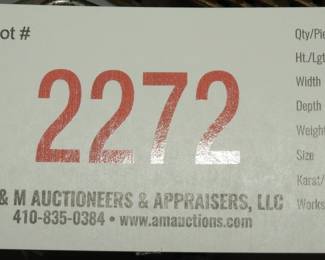 ot #
2272
& M AUCTIONEERS & APPRAISERS, LLC
410-835-0384 • www.amauctions.com
Qty/Pie
Ht./Lgt
Width
Depth
Weight
Size
Karat/
Works